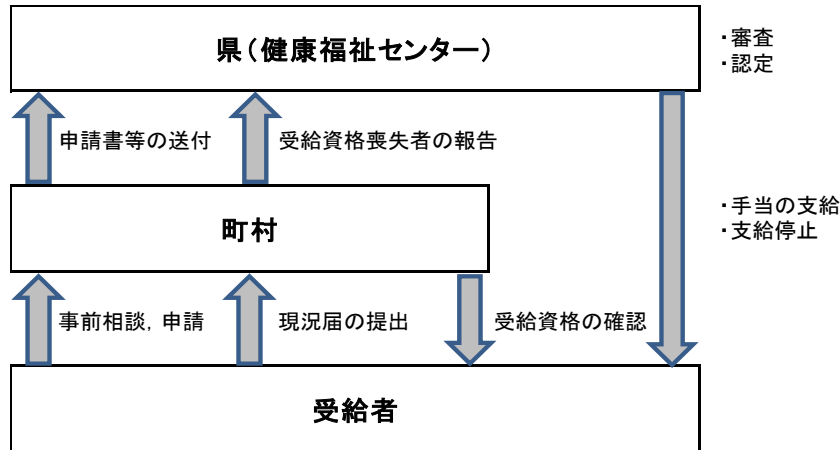 県（健康福祉センター）
・審査
・認定
申請書等の送付
受給資格喪失者の報告
町村
・手当の支給
・支給停止
事前相談，申請
現況届の提出
受給資格の確認
受給者